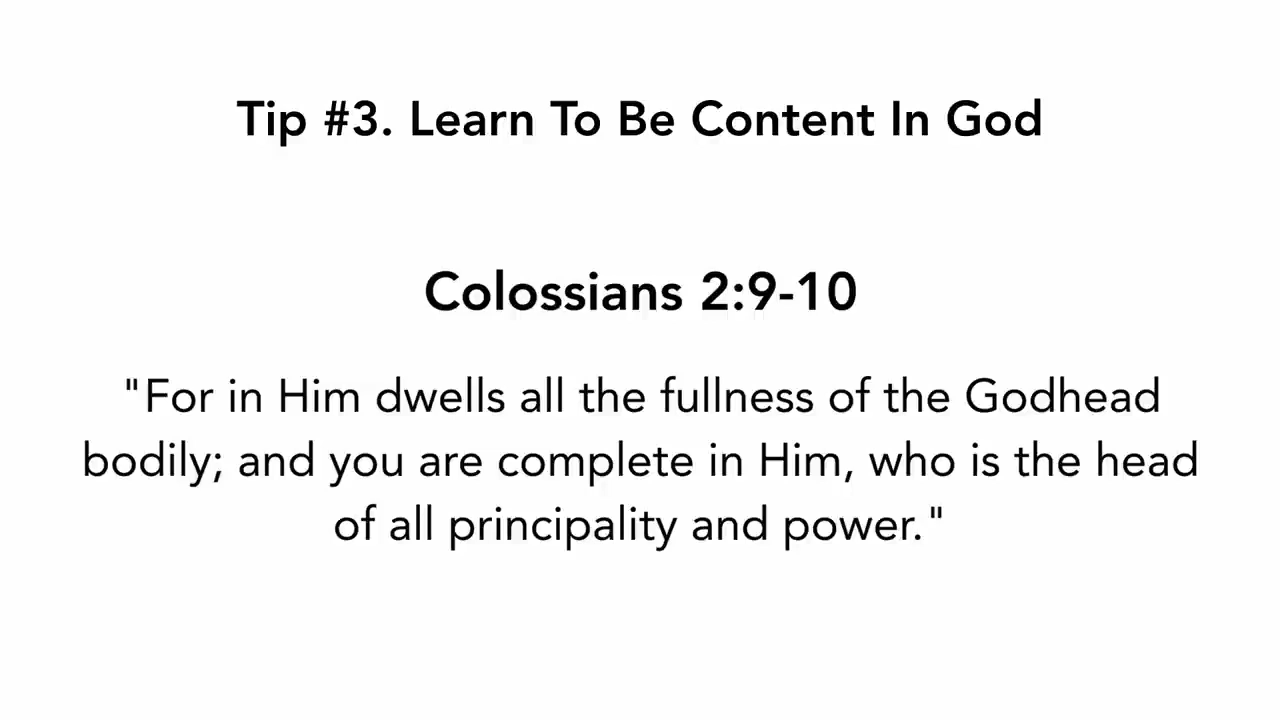 Tip #3. Learn To Be Content In God
Colossians 2:9-10
"For in Him dwells all the fullness of the Godhead
bodily; and you are complete in Him, who is the head
of all principality and power."